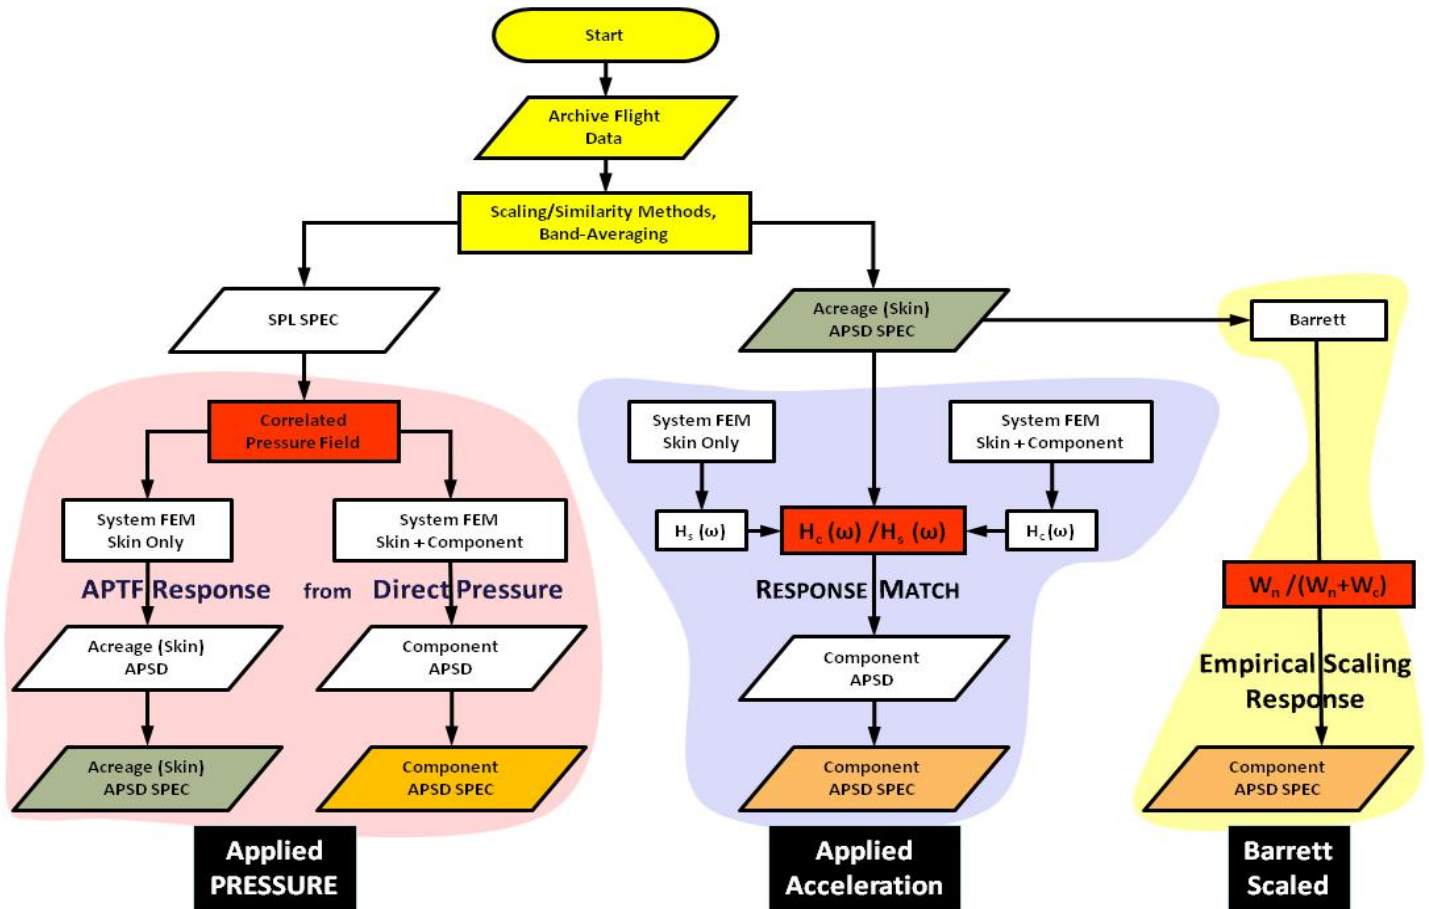 Start
Archive Flight
Data
Scaling/Similarity Methods,
Band-Averaging
SPL SPEC
Acreage (Skin)
APSD SPEC
Barrett
Correlated
Pressure Field
System FEM
Skin Only
System FEM
Skin + Component
System FEM
Skin Only
System FEM
Skin + Component
Hs (ω)
Hc (ω) / Hs (ω)
Hc (ω)
APTF Response from Direct Pressure
RESPONSE MATCH
Wn /(Wn+Wc)
Acreage (Skin)
APSD
Component
APSD
Component
APSD
Empirical Scaling
Response
Acreage (Skin)
APSD SPEC
Component
APSD SPEC
Component
APSD SPEC
Component
APSD SPEC
Applied
PRESSURE
Applied
Acceleration
Barrett
Scaled